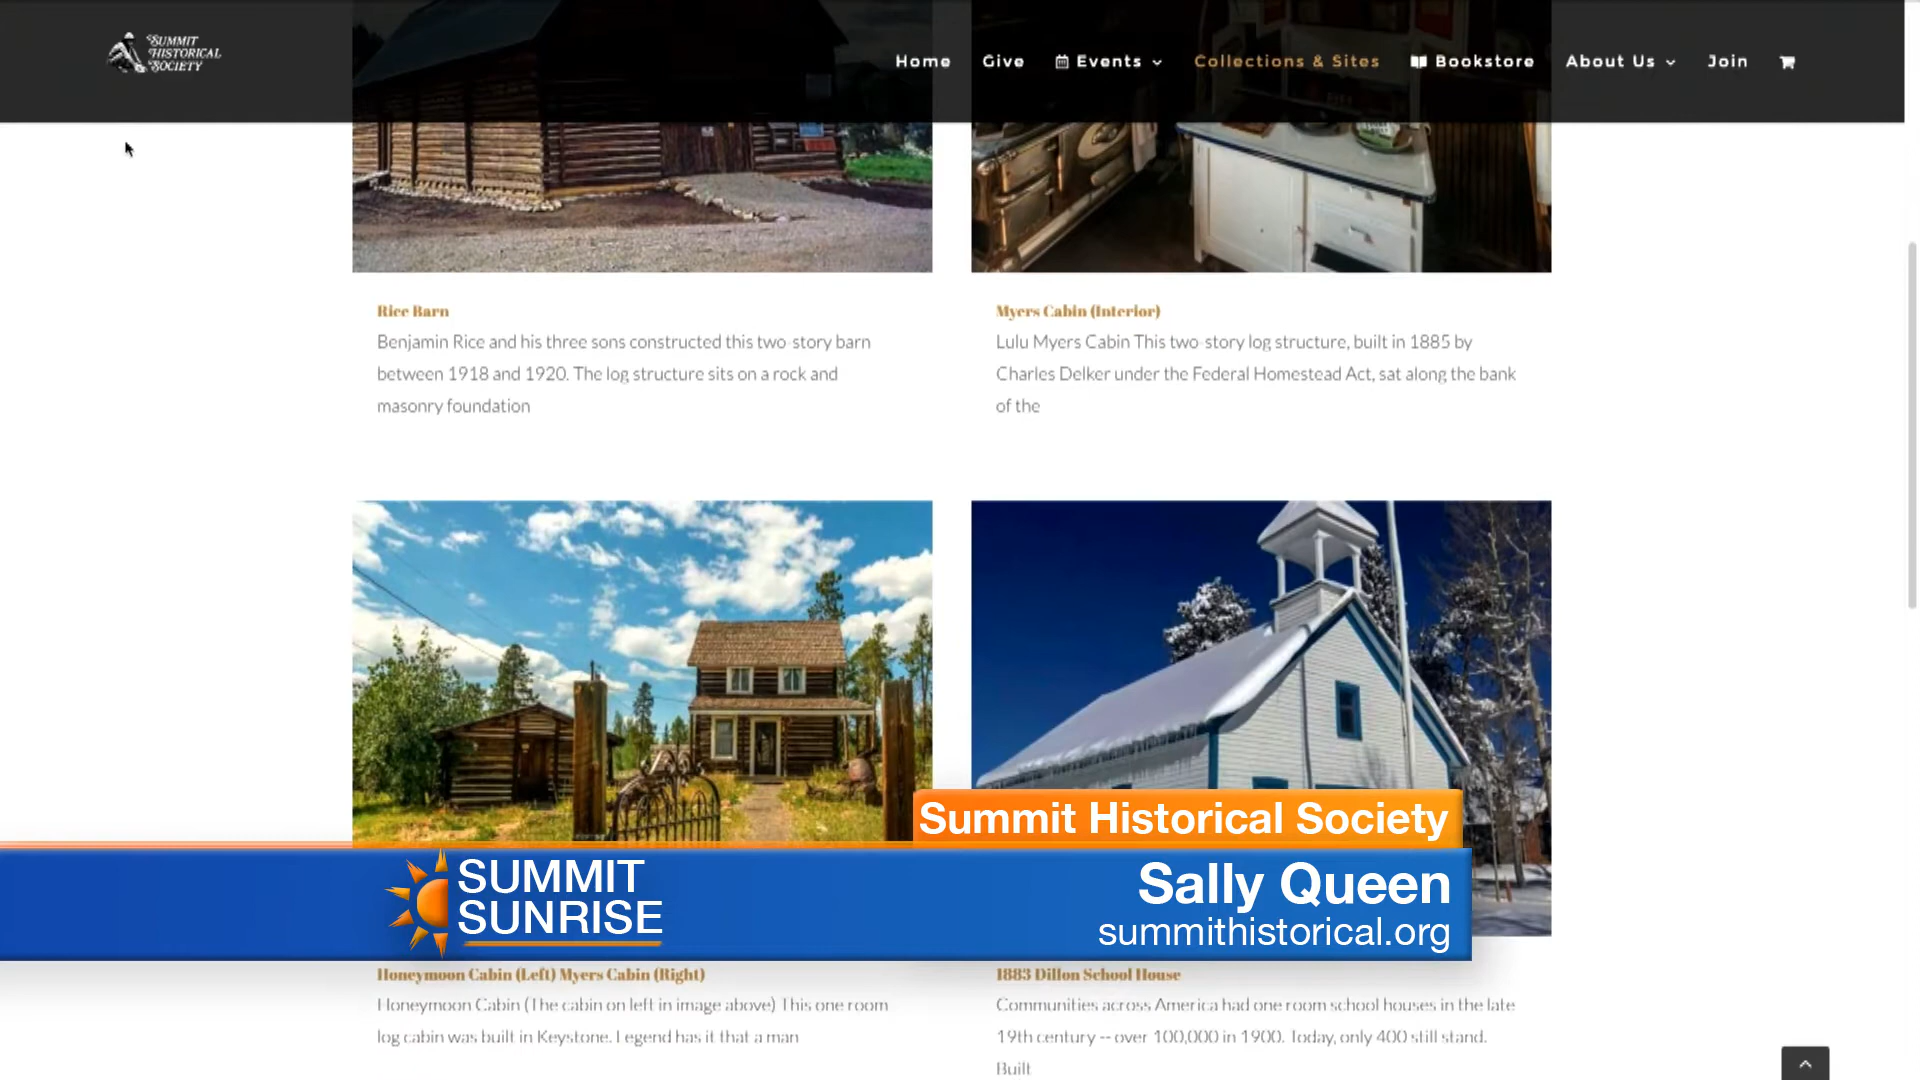 SUMMIT
HISTORICAL
SOCIETY
Home Give Events Collections & Sites Bookstore About Us Join
Rice Barn
Benjamin Rice and his three sons constructed this two-story barn
between 1918 and 1920. The log structure sits on a rock and
masonry foundation
Myers Cabin (Interior)
Lulu Myers Cabin This two-story log structure, built in 1885 by
Charles Delker under the Federal Homestead Act, sat along the bank
of the
Summit Historical Society
SUMMIT
SUNRISE
Sally Queen
summithistorical.org
Honeymoon Cabin (Left) Myers Cabin (Right)
Honeymoon Cabin (The cabin on left in image above) This one room
log cabin was built in Keystone. Legend has it that a man
1883 Dillon School House
Communities across America had one room school houses in the late
19th century -- over 100,000 in 1900. Today, only 400 still stand.
Built